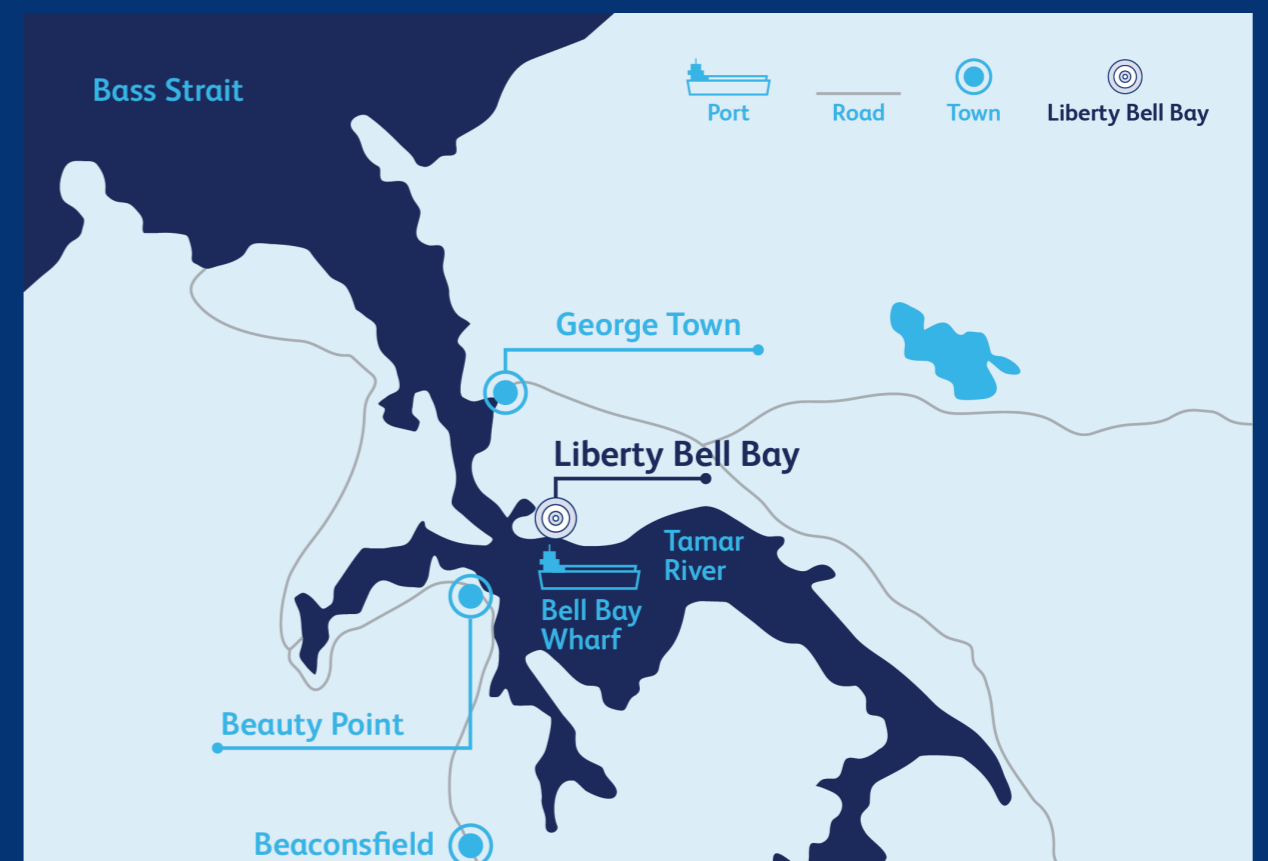 Bass Strait
Port
Road
Town
Liberty Bell Bay
George Town
Liberty Bell Bay
Tamar
River
Bell Bay
Wharf
Beauty Point
Beaconsfield